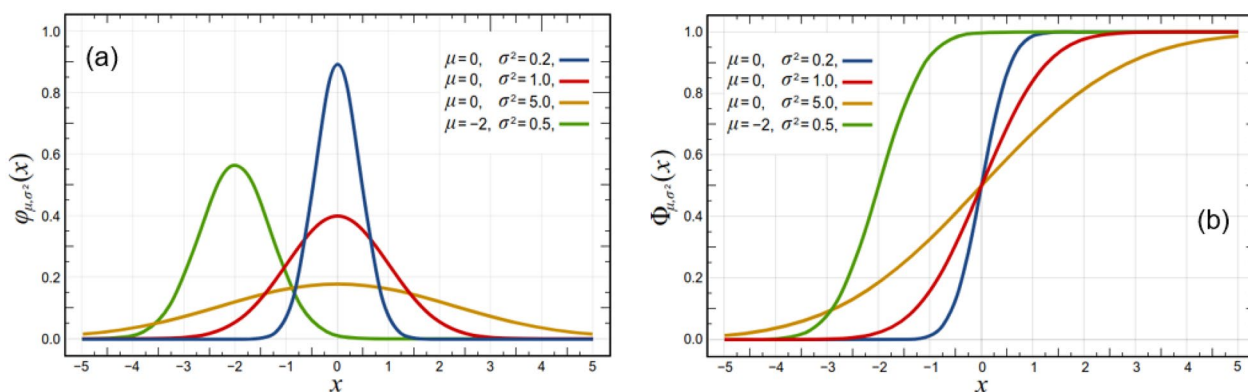 (a)
1.0
0.8
0.6
0.4
0.2
0.0
φμ,σ²(x)
μ=0, σ²=0.2,
μ=0, σ²=1.0,
μ=0, σ²=5.0,
μ=−2, σ²=0.5,
−5 −4 −3 −2 −1 0 1 2 3 4 5
x
1.0
0.8
0.6
0.4
0.2
0.0
Φμ,σ²(x)
μ=0, σ²=0.2,
μ=0, σ²=1.0,
μ=0, σ²=5.0,
μ=−2, σ²=0.5,
(b)
−5 −4 −3 −2 −1 0 1 2 3 4 5
x